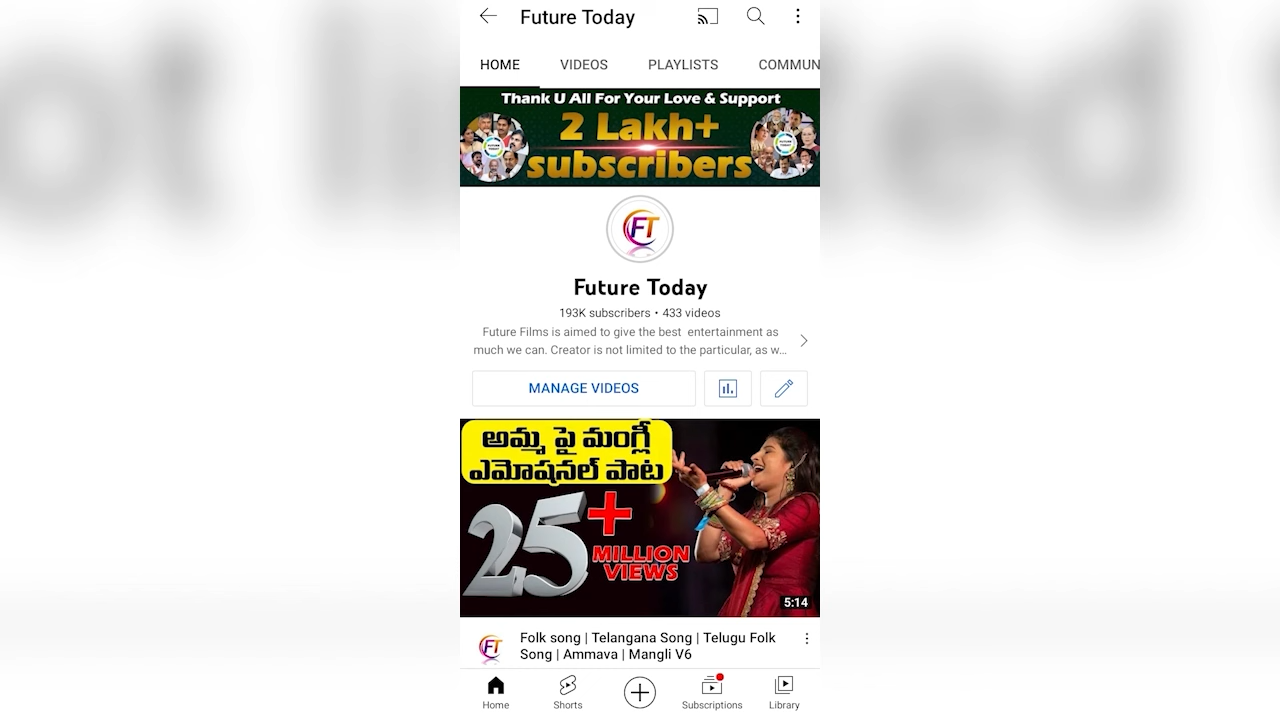 Future Today
HOME VIDEOS PLAYLISTS COMMUN
Thank U All For Your Love & Support
2 Lakh+
subscribers
FT
Future Today
193K subscribers • 433 videos
Future Films is aimed to give the best entertainment as
much we can. Creator is not limited to the particular, as w...
MANAGE VIDEOS
అమ్మ పై మంగ్లీ
ఎమోషనల్ పాట
25+
MILLION
VIEWS
5:14
FT
Folk song | Telangana Song | Telugu Folk
Song | Ammava | Mangli V6
Home Shorts Subscriptions Library